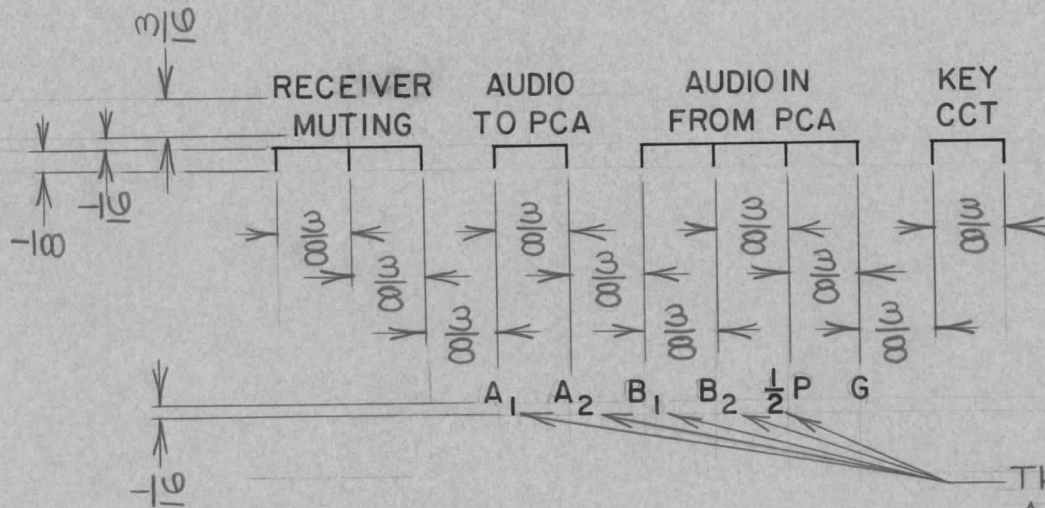 3/16
RECEIVER AUDIO AUDIO IN KEY
MUTING TO PCA FROM PCA CCT
1/16
1/8
3/8 3/8 3/8 3/8
3/8 3/8 3/8
3/8 3/8 3/8
A₁ A₂ B₁ B₂ ½P G
1/16